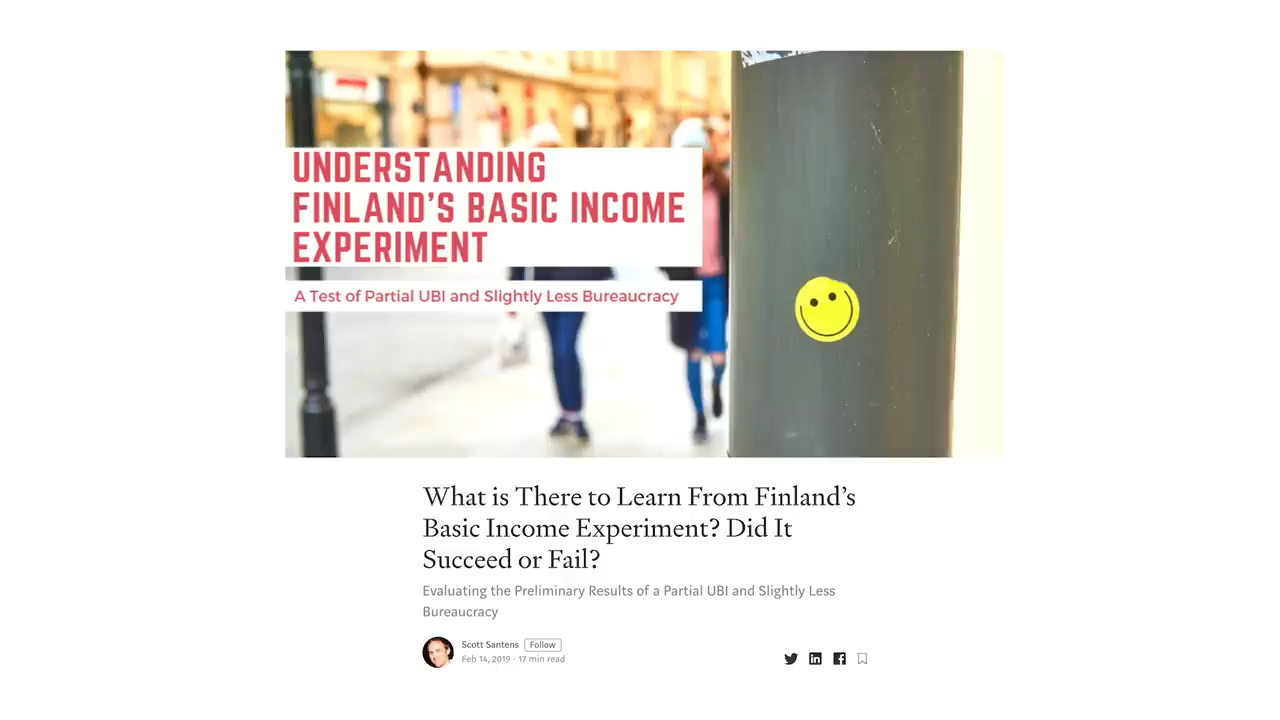 UNDERSTANDING
FINLAND'S BASIC INCOME
EXPERIMENT
A Test of Partial UBI and Slightly Less Bureaucracy
What is There to Learn From Finland's
Basic Income Experiment? Did It
Succeed or Fail?
Evaluating the Preliminary Results of a Partial UBI and Slightly Less
Bureaucracy
Scott Santens Follow
Feb 14, 2019 · 17 min read